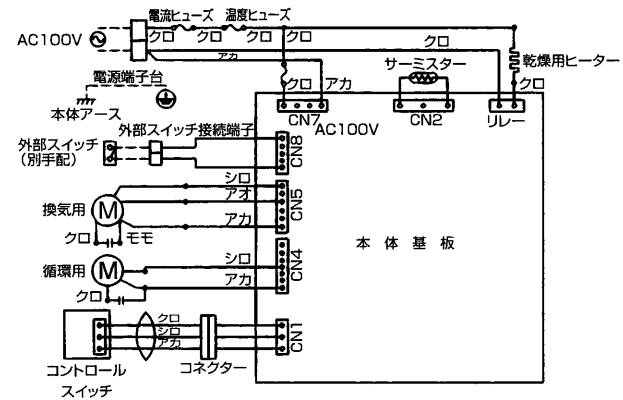 電流ヒューズ 温度ヒューズ
AC100V
クロ クロ クロ クロ
クロ
アカ
サーミスター
乾燥用ヒーター
電源端子台
クロ アカ
クロ
本体アース
CN7
AC100V
CN2
リレー
外部スイッチ接続端子
外部スイッチ
(別手配)
CN8
シロ
アオ
アカ
CN5
換気用
M
クロ
モモ
本体基板
シロ
アカ
CN4
循環用
M
クロ
クロ
シロ
アカ
CN1
コントロール
スイッチ
コネクター